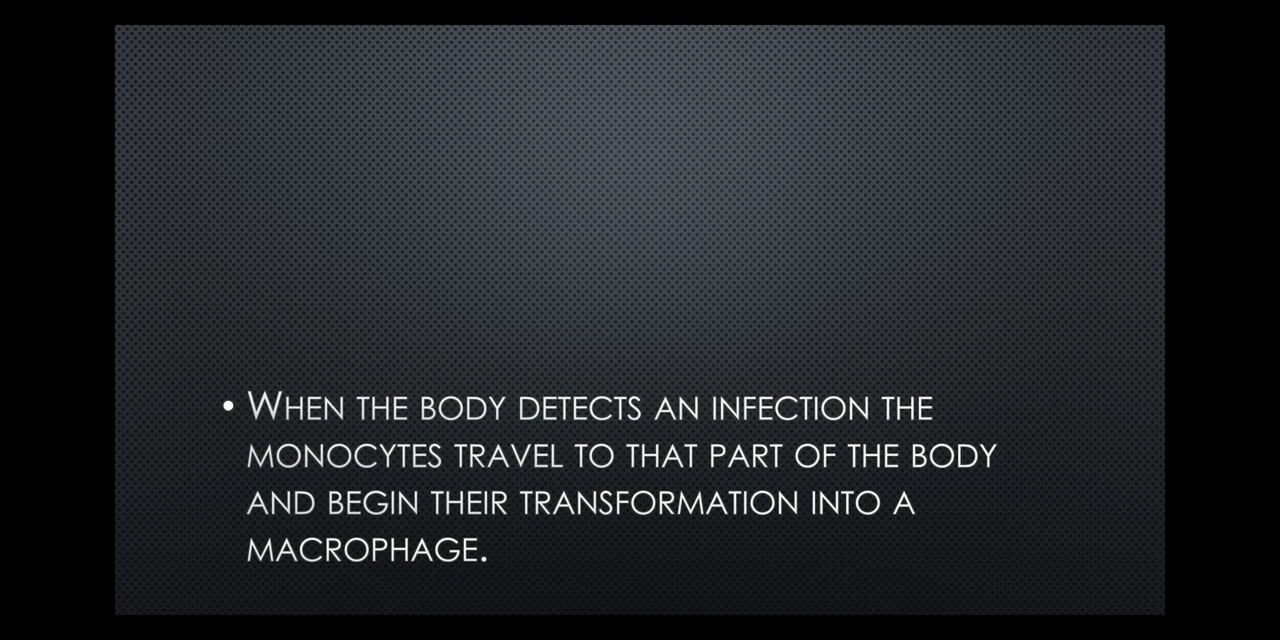 • When the body detects an infection the
monocytes travel to that part of the body
and begin their transformation into a
macrophage.